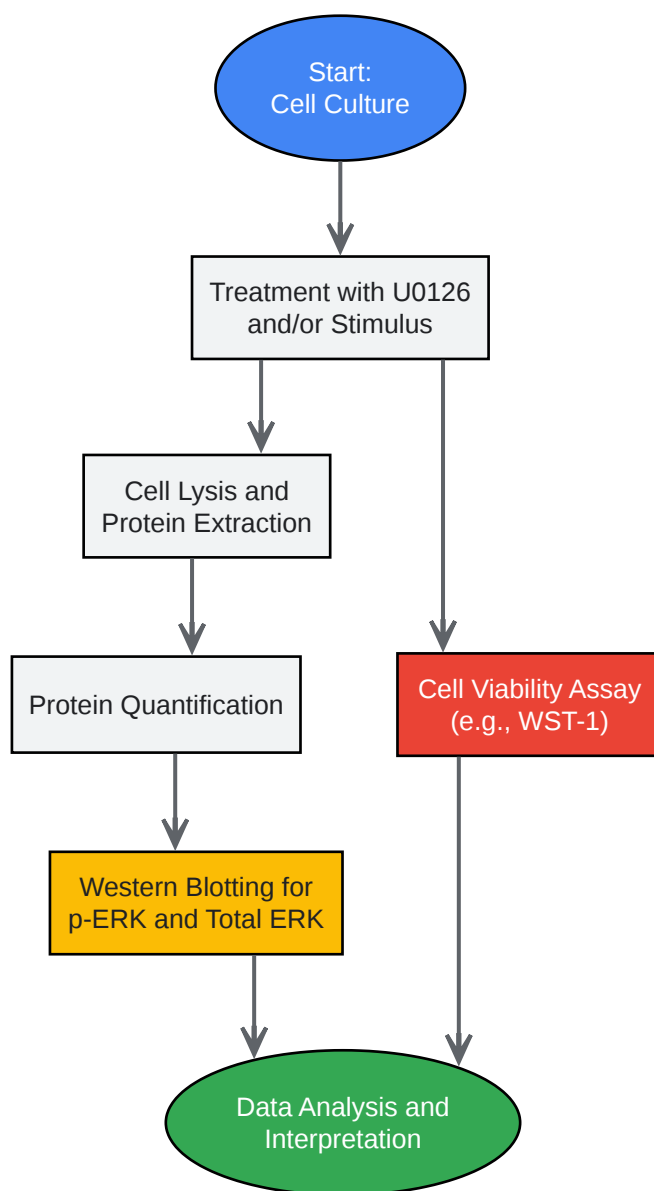 Start:
Cell Culture
Treatment with U0126
and/or Stimulus
Cell Lysis and
Protein Extraction
Protein Quantification
Cell Viability Assay
(e.g., WST-1)
Western Blotting for
p-ERK and Total ERK
Data Analysis and
Interpretation